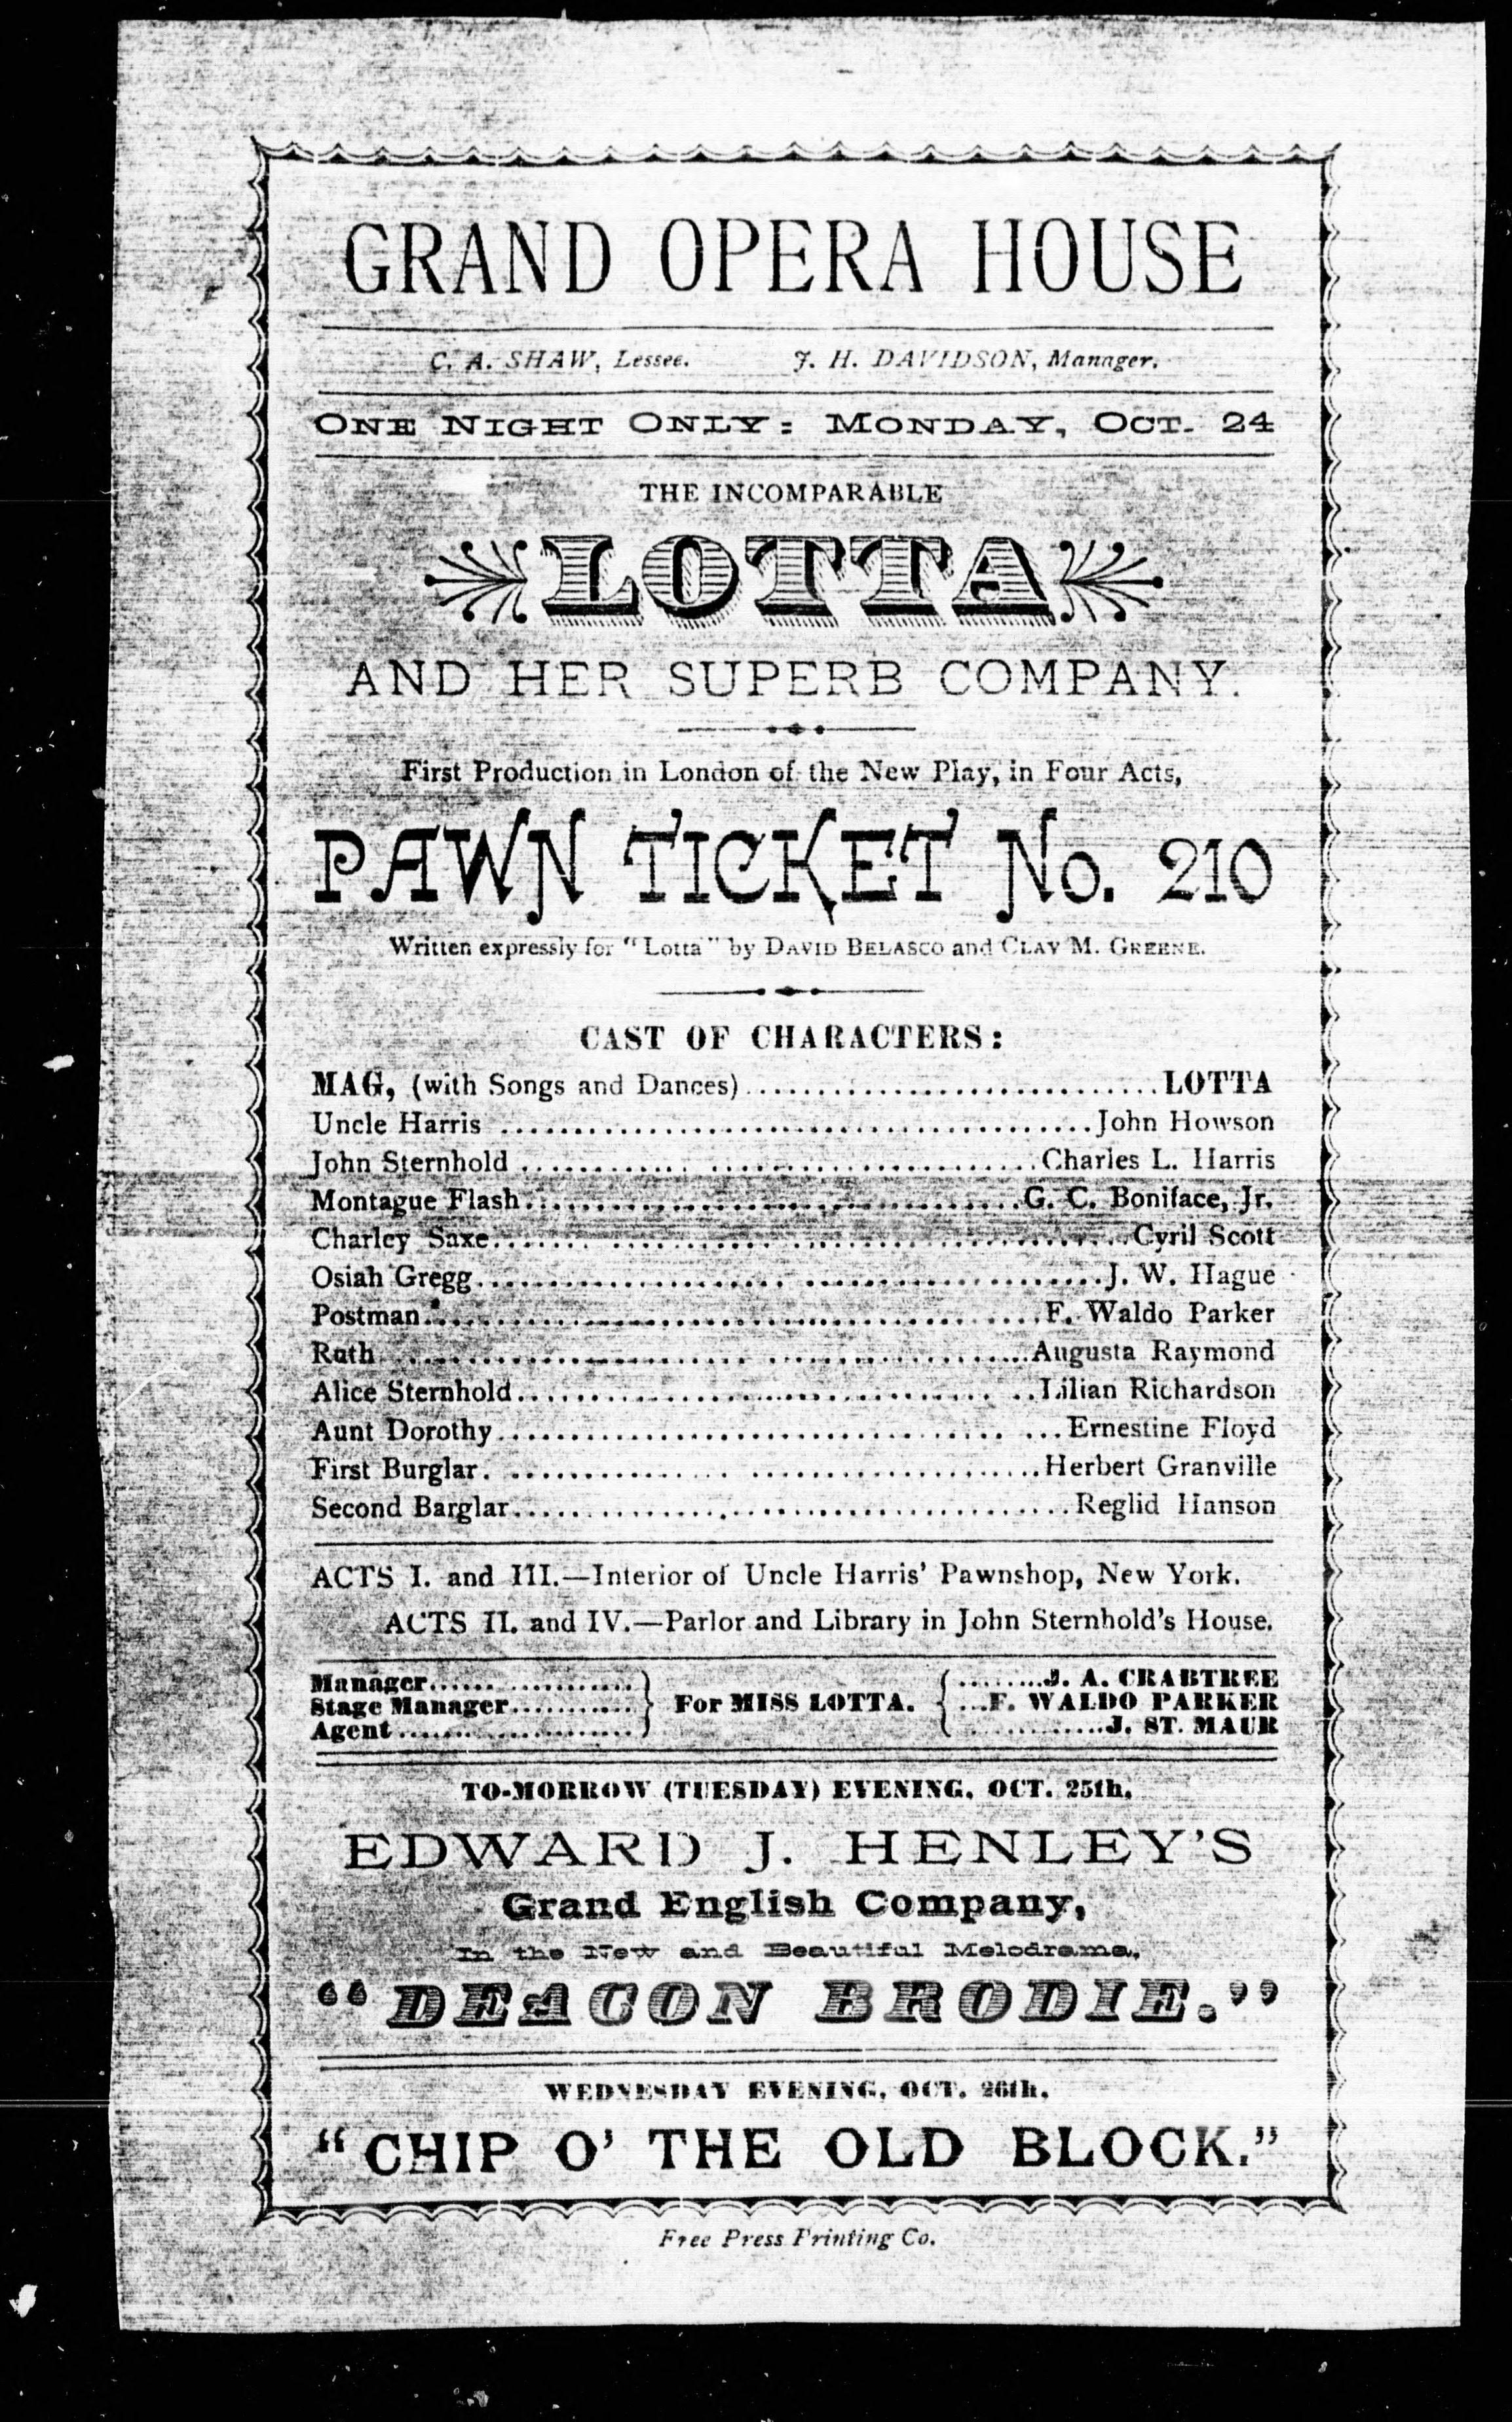 GRAND OPERA HOUSE
C. A. SHAW, Lessee. J. H. DAVIDSON, Manager.
ONE NIGHT ONLY: MONDAY, OCT. 24
THE INCOMPARABLE
LOTTA
AND HER SUPERB COMPANY.
First Production in London of the New Play, in Four Acts,
PAWN TICKET No. 210
Written expressly for "Lotta" by DAVID BELASCO and CLAY M. GREENE.
CAST OF CHARACTERS:
MAG, (with Songs and Dances)..............................LOTTA
Uncle Harris ..........................................John Howson
John Sternhold ......................................Charles L. Harris
Montague Flash....................................G. C. Boniface, Jr.
Charley Saxe..............................................Cyril Scott
Osiah Gregg..............................................J. W. Hague
Postman.............................................F. Waldo Parker
Ruth................................................Augusta Raymond
Alice Sternhold......................................Lilian Richardson
Aunt Dorothy.........................................Ernestine Floyd
First Burglar.........................................Herbert Granville
Second Barglar.........................................Reglid Hanson
ACTS I. and III.—Interior of Uncle Harris' Pawnshop, New York.
ACTS II. and IV.—Parlor and Library in John Sternhold's House.
Manager.................. } For MISS LOTTA. { .........J. A. CRABTREE
Stage Manager............ } { ...F. WALDO PARKER
Agent.................... } { .............J. ST. MAUR
TO-MORROW (TUESDAY) EVENING, OCT. 25th,
EDWARD J. HENLEY'S
Grand English Company,
In the New and Beautiful Melodrama,
"DEACON BRODIE."
WEDNESDAY EVENING, OCT. 26th,
"CHIP O' THE OLD BLOCK."
Free Press Printing Co.